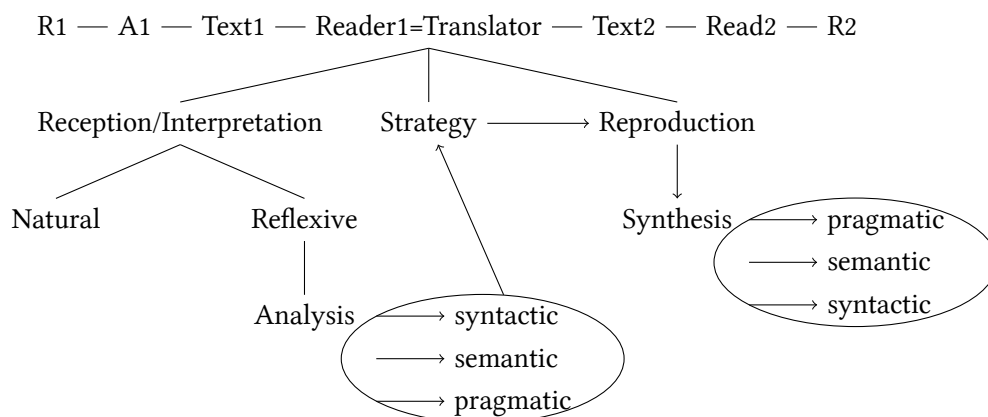 R1 — A1 — Text1 — Reader1=Translator — Text2 — Read2 — R2
Reception/Interpretation Strategy Reproduction
Natural Reflexive Synthesis pragmatic
semantic
syntactic
Analysis syntactic
semantic
pragmatic